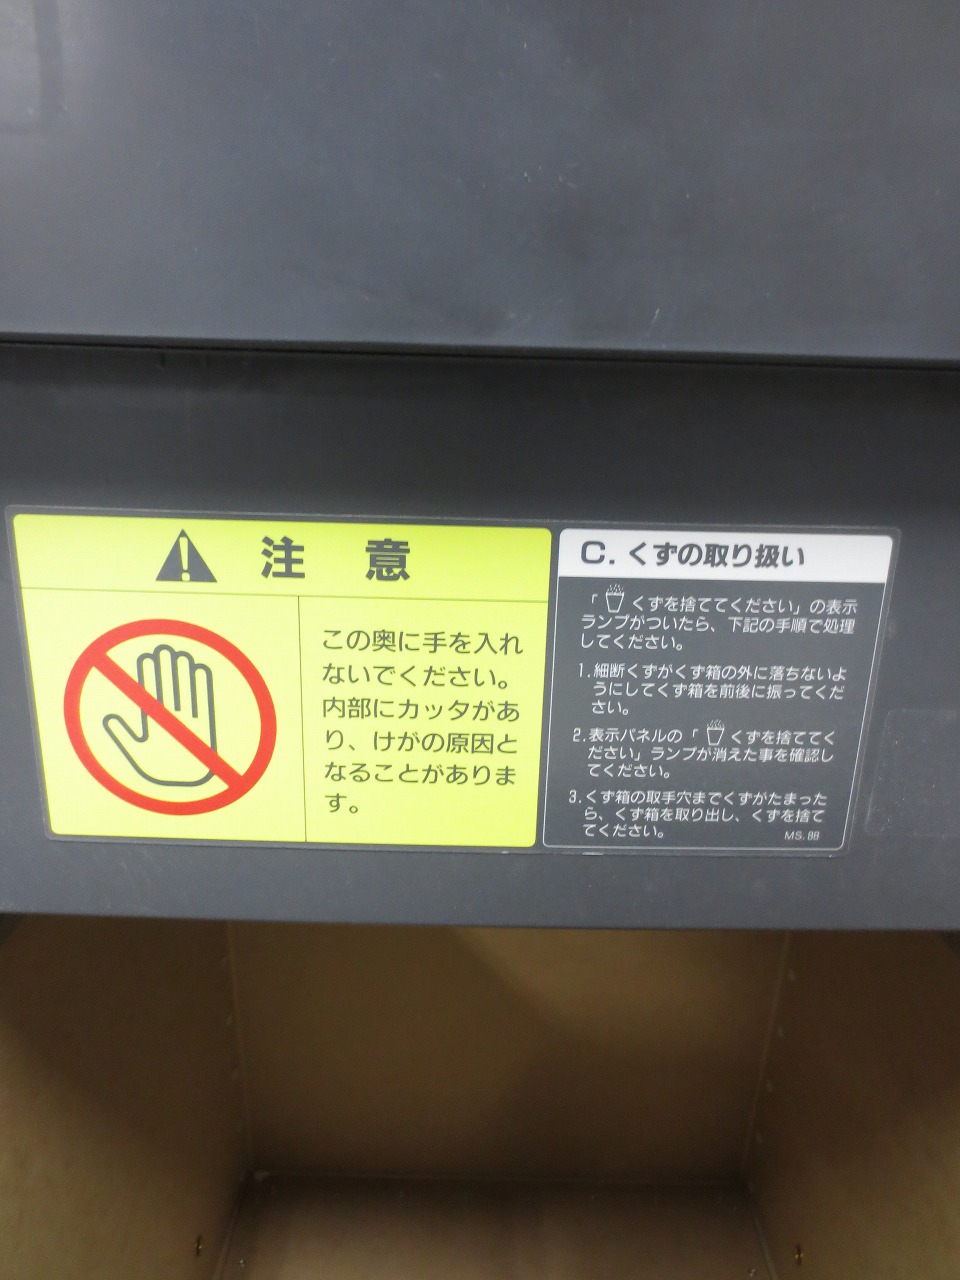 注意
この奥に手を入れ
ないでください。
内部にカッタがあ
り、けがの原因と
なることがありま
す。
C. くずの取り扱い
「 くずを捨ててください」の表示
ランプがついたら、下記の手順で処理
してください。
1. 細断くずがくず箱の外に落ちないよ
うにしてくず箱を前後に振ってくだ
さい。
2. 表示パネルの「 くずを捨ててく
ださい」ランプが消えた事を確認し
てください。
3. くず箱の取手穴までくずがたまった
ら、くず箱を取り出し、くずを捨て
てください。
MS. 88